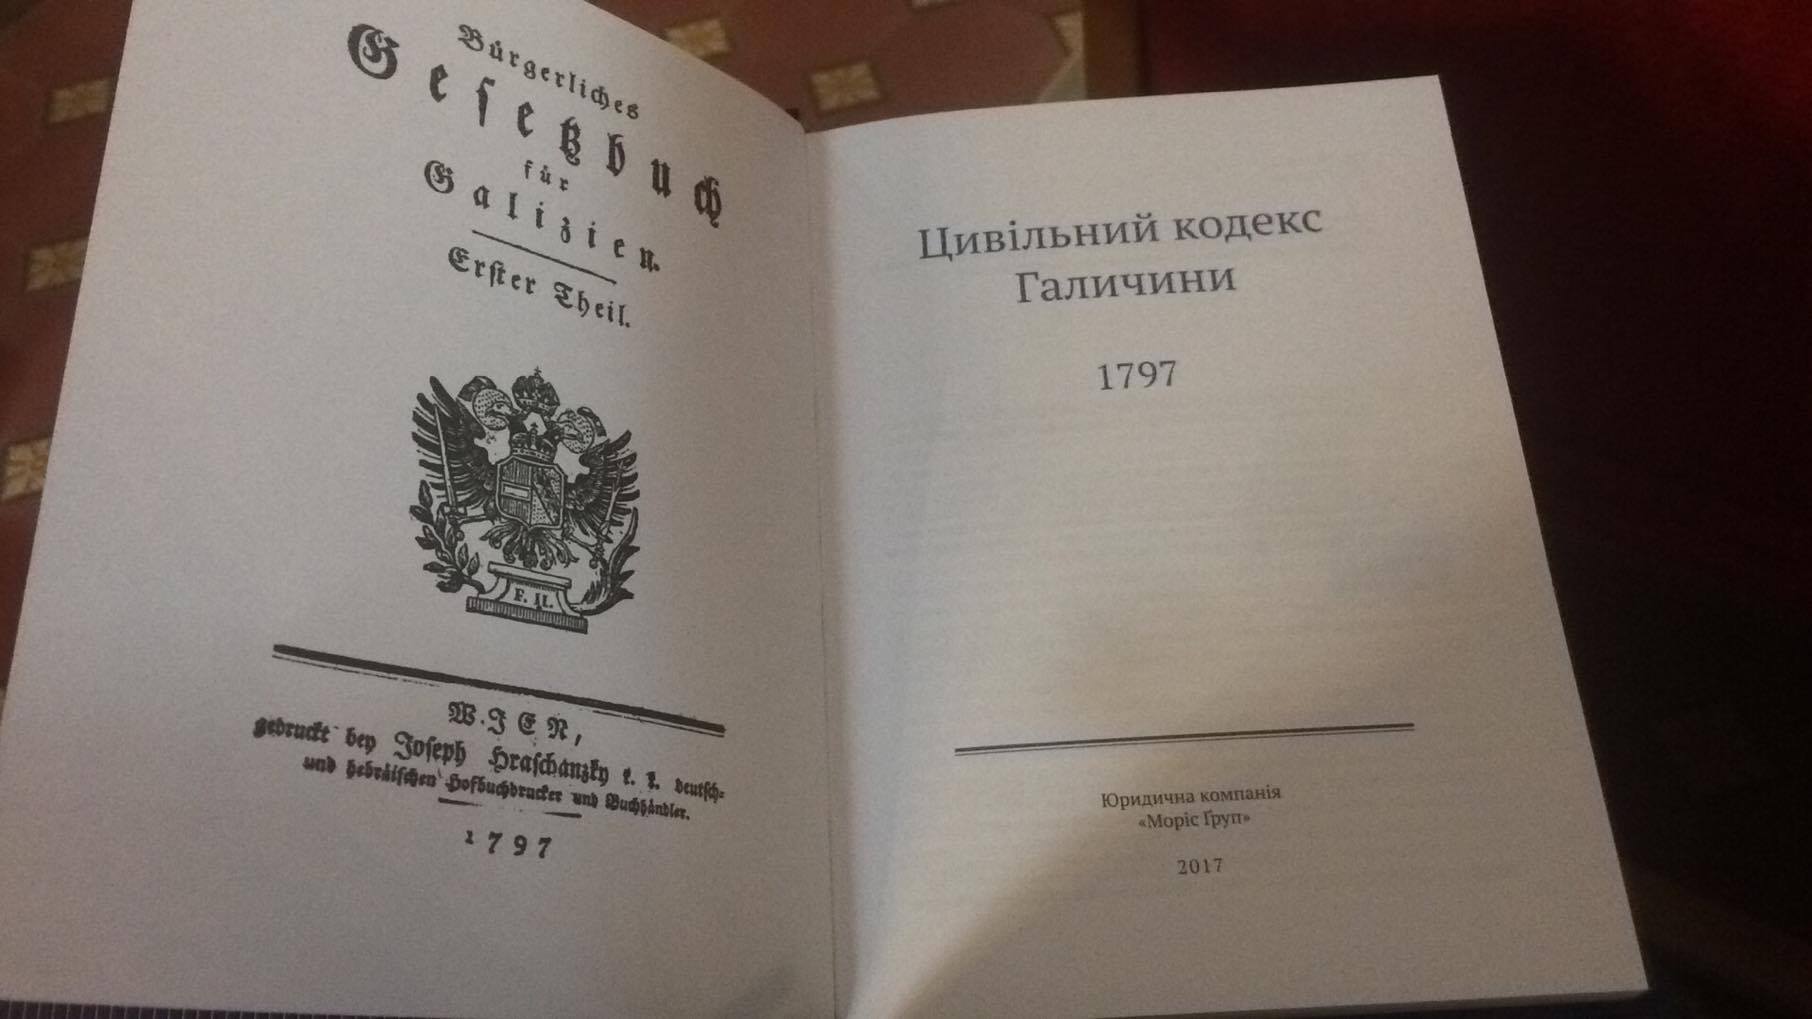 Bürgerliches
Gesetzbuch
für
Galizien.
Erster Theil.
F. II.
WIEN,
gedruckt bey Joseph Hraschanzky k. k. deutsch-
und hebräischen Hofbuchdrucker und Buchhändler.
1797
Цивільний кодекс
Галичини
1797
Юридична компанія
«Моріс Ґруп»
2017